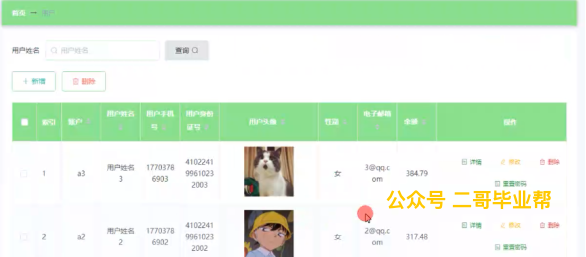 首页
用户姓名 用户姓名 查询
+ 新增 删除
索引 账户 用户姓名 用户手机号 用户身份证号 用户头像 性别 电子邮箱 余额 操作
1 a3 用户姓名3 17703786903 410224199610232003 女 3@qq.com 384.79 详情 修改 删除 重置密码
公众号 二哥毕业帮
2 a2 用户姓名2 17703786902 410224199610232002 女 2@qq.com 317.48 详情 修改 删除 重置密码